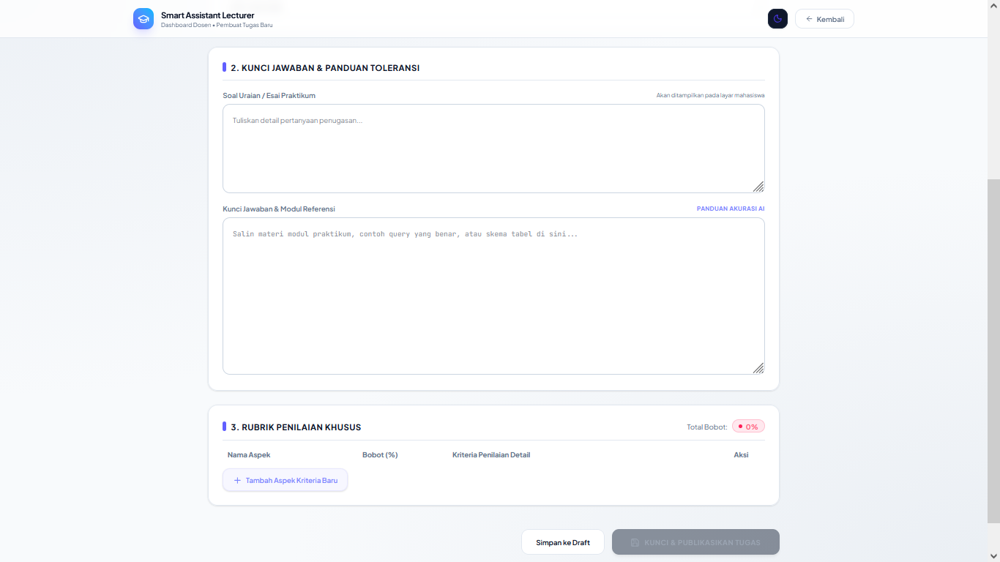 Smart Assistant Lecturer
Dashboard Dosen • Pembuat Tugas Baru
Kembali
2. KUNCI JAWABAN & PANDUAN TOLERANSI
Soal Uraian / Esai Praktikum
Akan ditampilkan pada layar mahasiswa
Tuliskan detail pertanyaan penugasan...
Kunci Jawaban & Modul Referensi
PANDUAN AKURASI AI
Salin materi modul praktikum, contoh query yang benar, atau skema tabel di sini...
3. RUBRIK PENILAIAN KHUSUS
Total Bobot: 0%
Nama Aspek Bobot (%) Kriteria Penilaian Detail Aksi
+ Tambah Aspek Kriteria Baru
Simpan ke Draft
KUNCI & PUBLIKASIKAN TUGAS